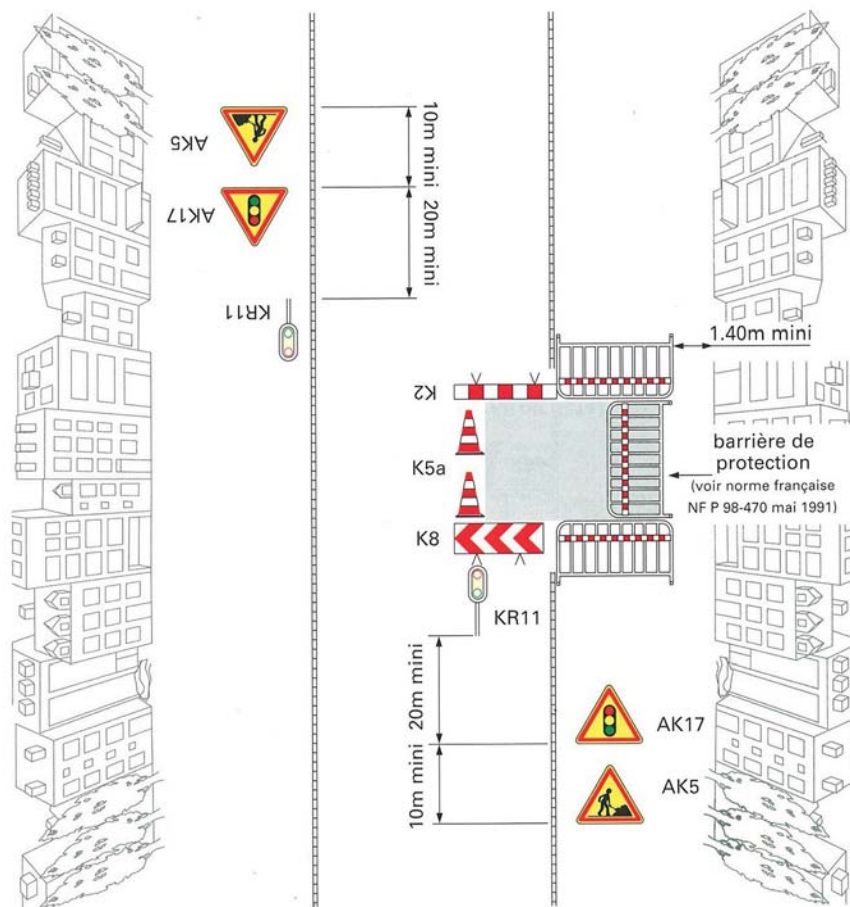 AK5
10m mini
AK17
20m mini
KR11
1.40m mini
K2
K5a
barrière de
protection
(voir norme française
NF P 98-470 mai 1991)
K8
KR11
20m mini
AK17
10m mini
AK5